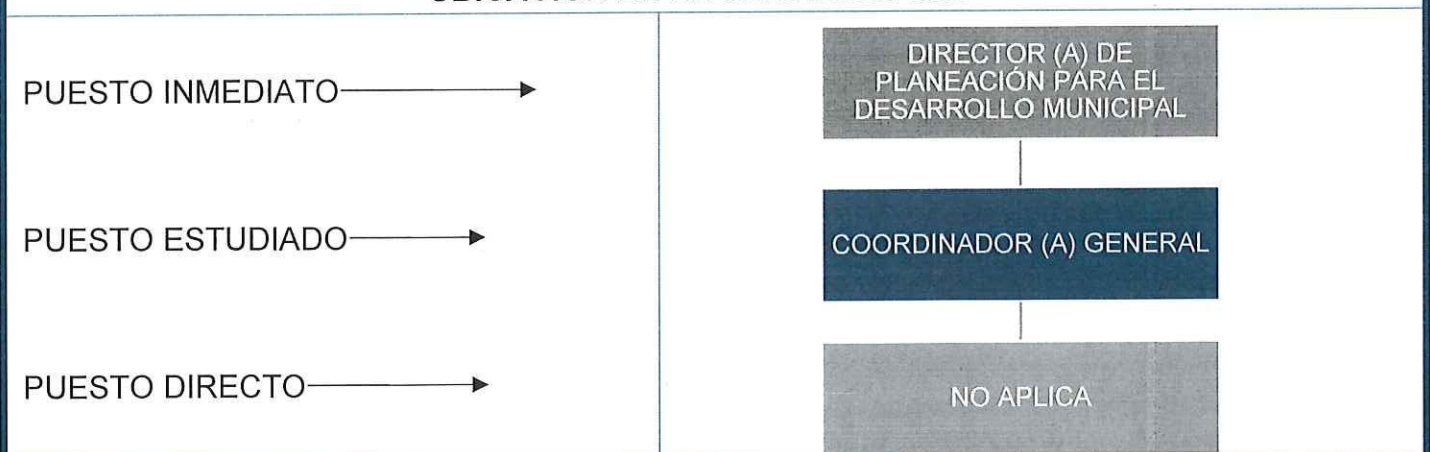 PUESTO INMEDIATO
DIRECTOR (A) DE
PLANEACIÓN PARA EL
DESARROLLO MUNICIPAL
PUESTO ESTUDIADO
COORDINADOR (A) GENERAL
PUESTO DIRECTO
NO APLICA